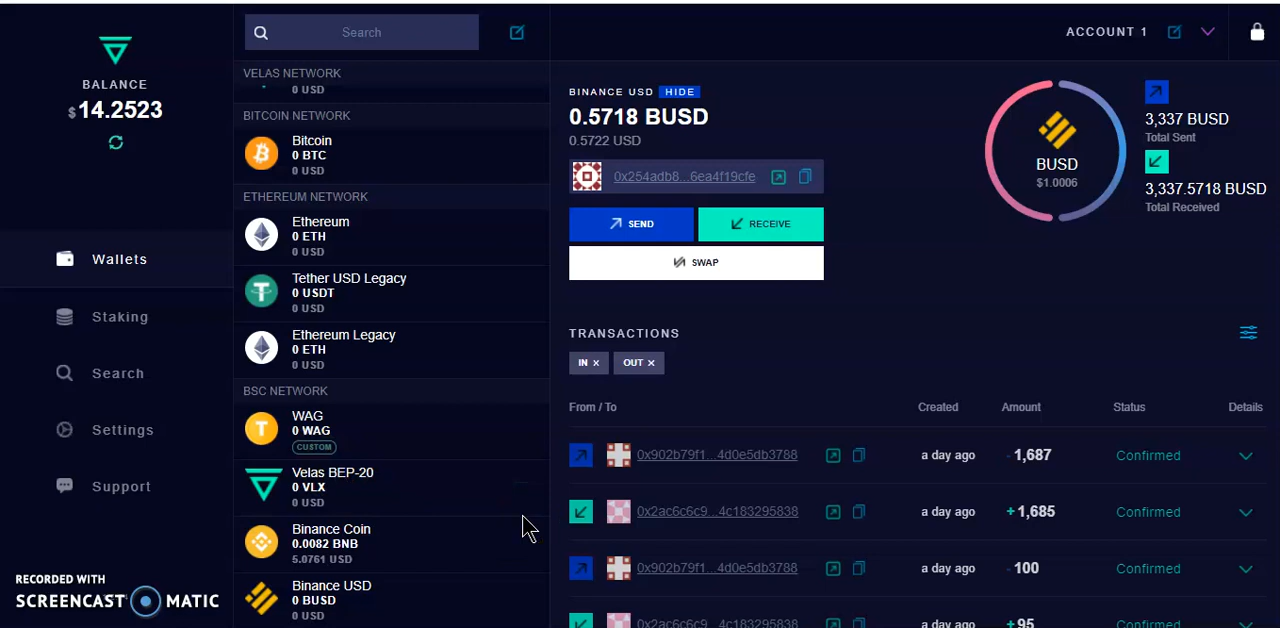 BALANCE
$14.2523
Wallets
Staking
Search
Settings
Support
RECORDED WITH
SCREENCAST MATIC
Search
VELAS NETWORK
0 USD
BITCOIN NETWORK
Bitcoin
0 BTC
0 USD
ETHEREUM NETWORK
Ethereum
0 ETH
0 USD
Tether USD Legacy
0 USDT
0 USD
Ethereum Legacy
0 ETH
0 USD
BSC NETWORK
WAG
0 WAG
CUSTOM
Velas BEP-20
0 VLX
0 USD
Binance Coin
0.0082 BNB
5.0761 USD
Binance USD
0 BUSD
0 USD
ACCOUNT 1
BINANCE USD HIDE
0.5718 BUSD
0.5722 USD
0x254adb8...6ea4f19cfe
SEND
RECEIVE
SWAP
BUSD
$1.0006
3,337 BUSD
Total Sent
3,337.5718 BUSD
Total Received
TRANSACTIONS
IN × OUT ×
From / To Created Amount Status Details
0x902b79f1...4d0e5db3788 a day ago - 1,687 Confirmed
0x2ac6c6c9...4c183295838 a day ago + 1,685 Confirmed
0x902b79f1...4d0e5db3788 a day ago - 100 Confirmed
0x2ac6c6c9...4c183295838 a day ago + 95 Confirmed